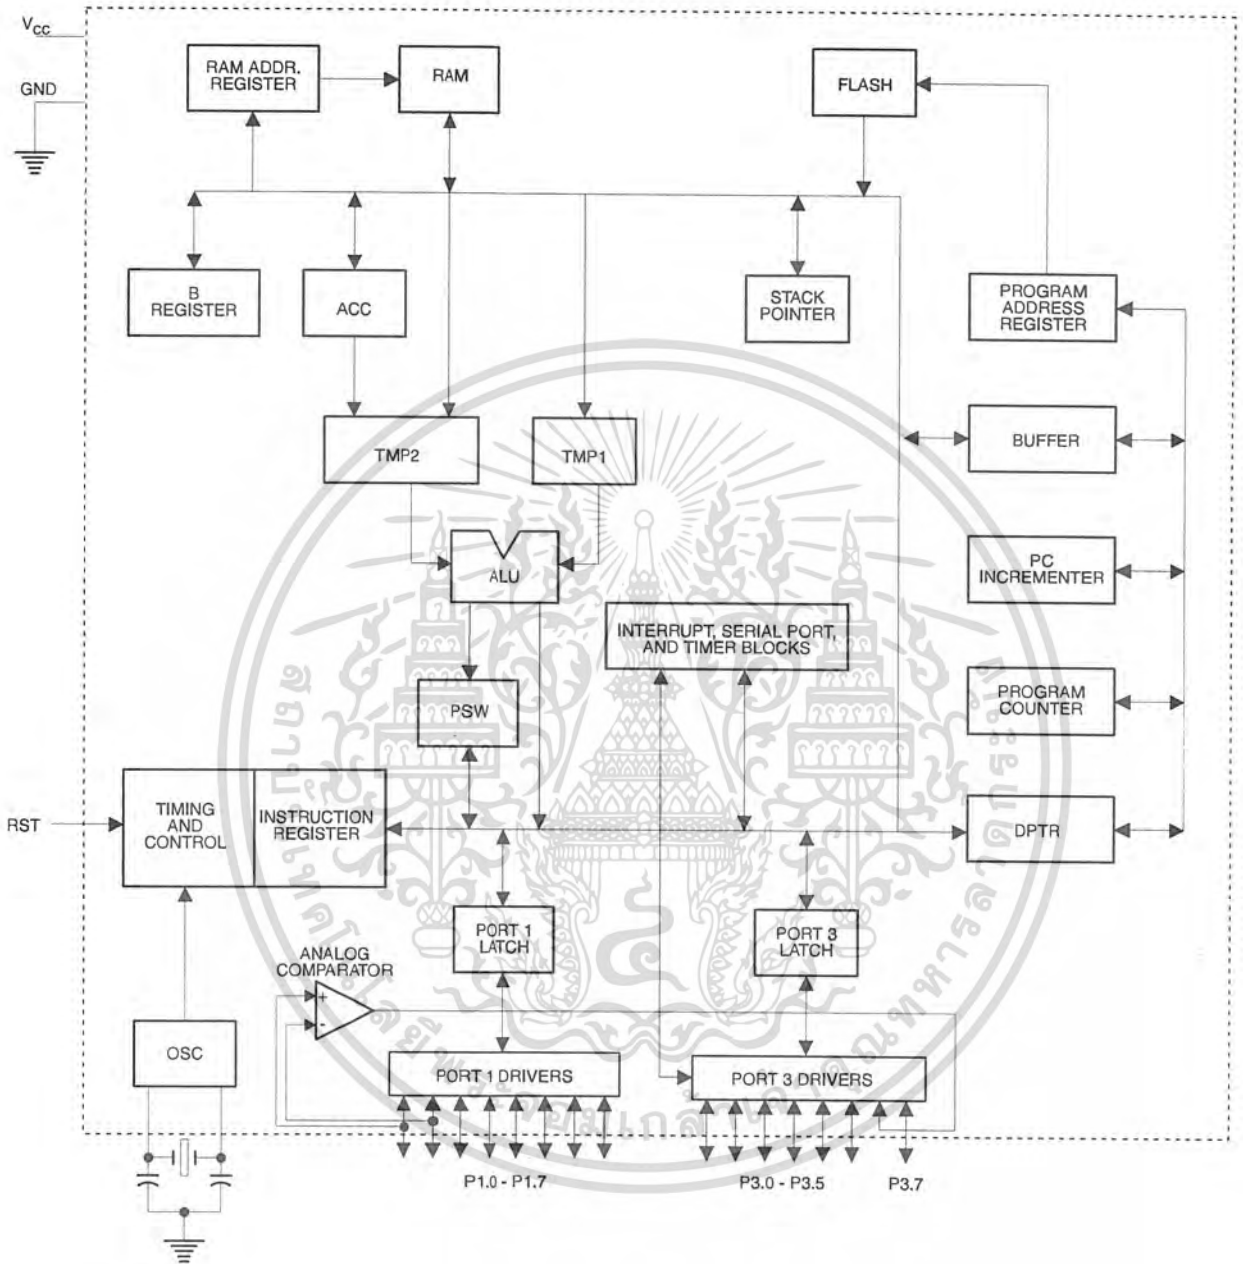 VCC
GND
RAM ADDR.
REGISTER
RAM
FLASH
B
REGISTER
ACC
STACK
POINTER
PROGRAM
ADDRESS
REGISTER
TMP2
TMP1
BUFFER
ALU
PC
INCREMENTER
INTERRUPT, SERIAL PORT,
AND TIMER BLOCKS
PSW
PROGRAM
COUNTER
RST
TIMING
AND
CONTROL
INSTRUCTION
REGISTER
DPTR
PORT 1
LATCH
PORT 3
LATCH
ANALOG
COMPARATOR
+
-
OSC
PORT 1 DRIVERS
PORT 3 DRIVERS
P1.0 - P1.7
P3.0 - P3.5
P3.7